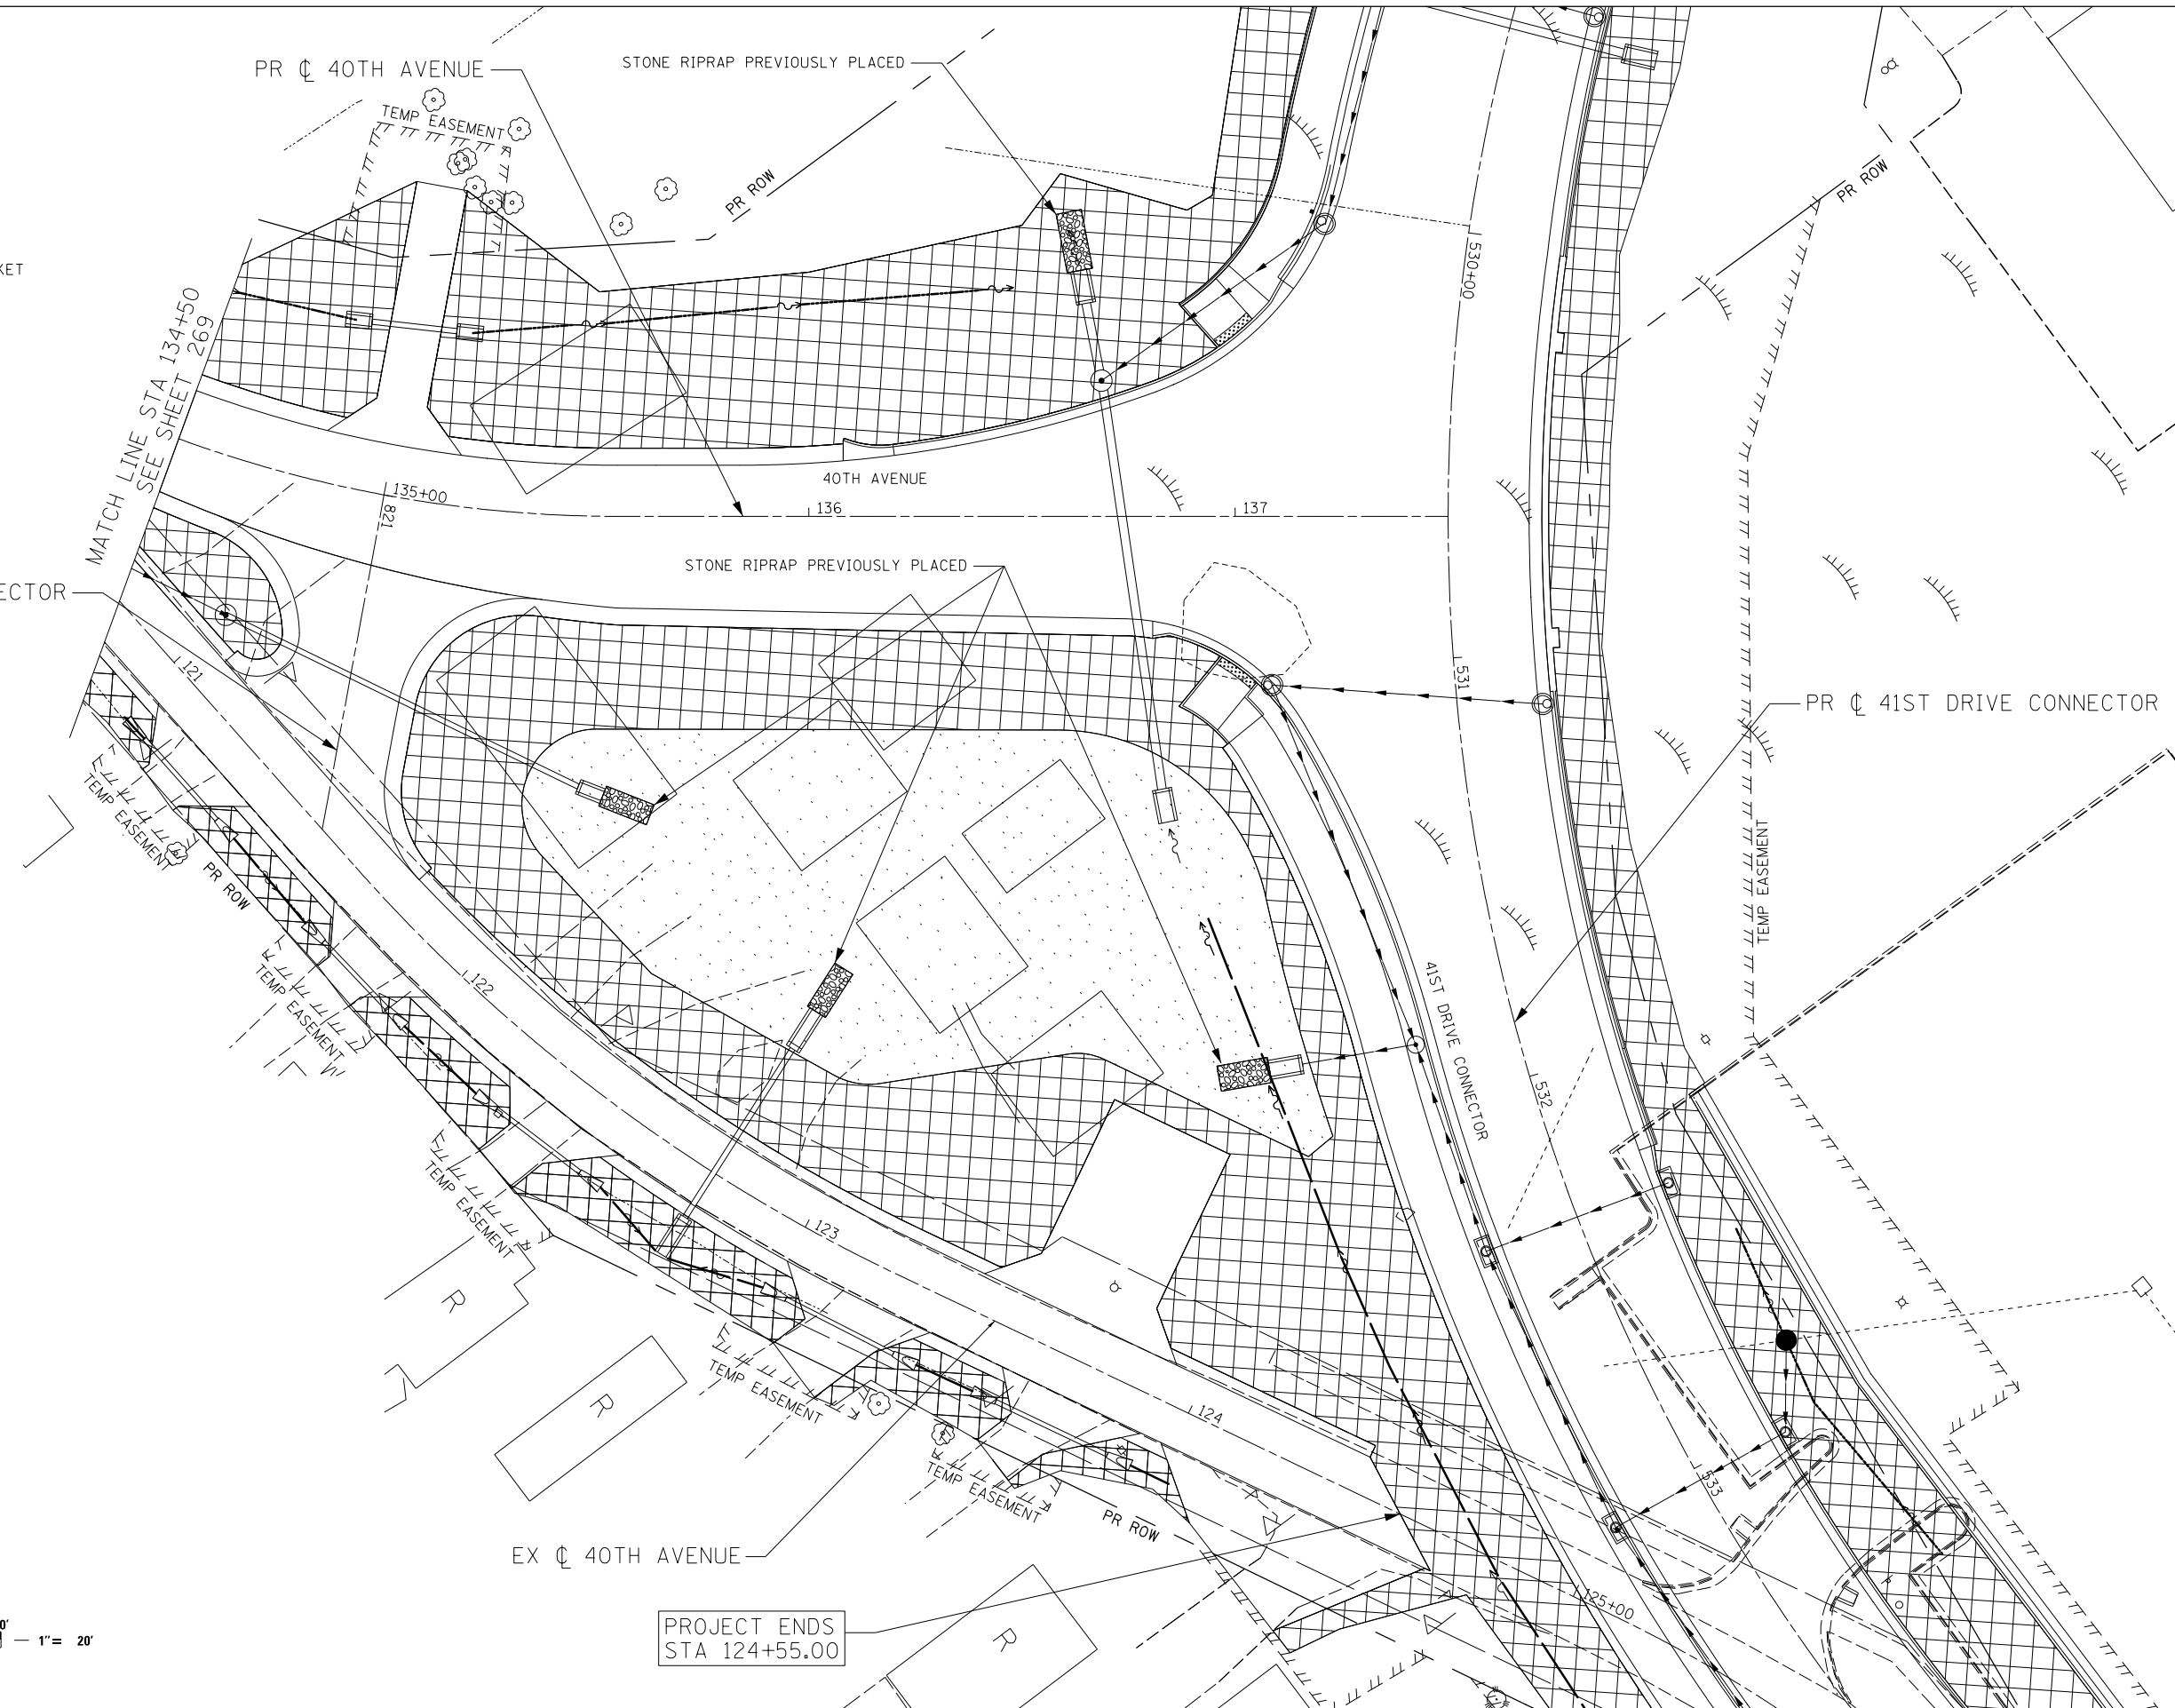 PR ℄ 40TH AVENUE
STONE RIPRAP PREVIOUSLY PLACED
TEMP EASEMENT
PR ROW
PR ROW
KET
530+00
MATCH LINE STA 134+50
SEE SHEET 269
40TH AVENUE
135+00
821
136
137
STONE RIPRAP PREVIOUSLY PLACED
ECTOR
121
531
PR ℄ 41ST DRIVE CONNECTOR
TEMP EASEMENT
PR ROW
TEMP EASEMENT
122
41ST DRIVE CONNECTOR
TEMP EASEMENT
532
TEMP EASEMENT
123
R
R
TEMP EASEMENT
124
TEMP EASEMENT
PR ROW
533
EX ℄ 40TH AVENUE
125+00
PROJECT ENDS
STA 124+55.00
R
0'
1"= 20'